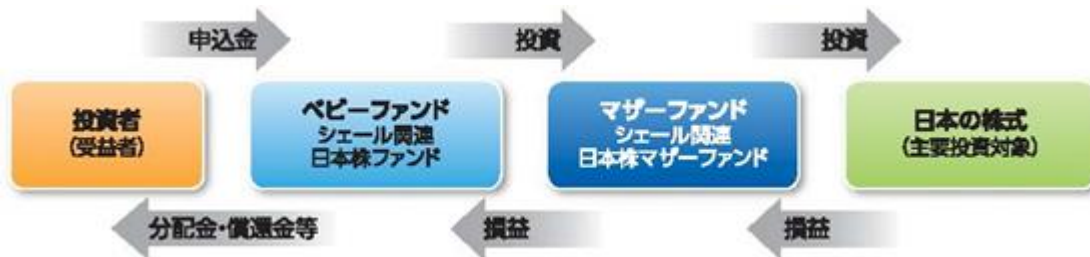 申込金
投資
投資
投資者
(受益者)
ベビーファンド
シェール関連
日本株ファンド
マザーファンド
シェール関連
日本株マザーファンド
日本の株式
(主要投資対象)
分配金・償還金等
損益
損益